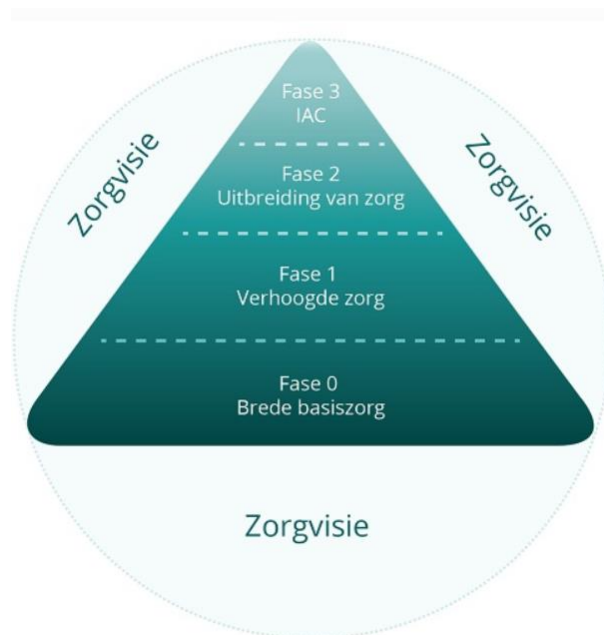 Zorgvisie
Zorgvisie
Fase 3
IAC
Fase 2
Uitbreiding van zorg
Fase 1
Verhoogde zorg
Fase 0
Brede basiszorg
Zorgvisie